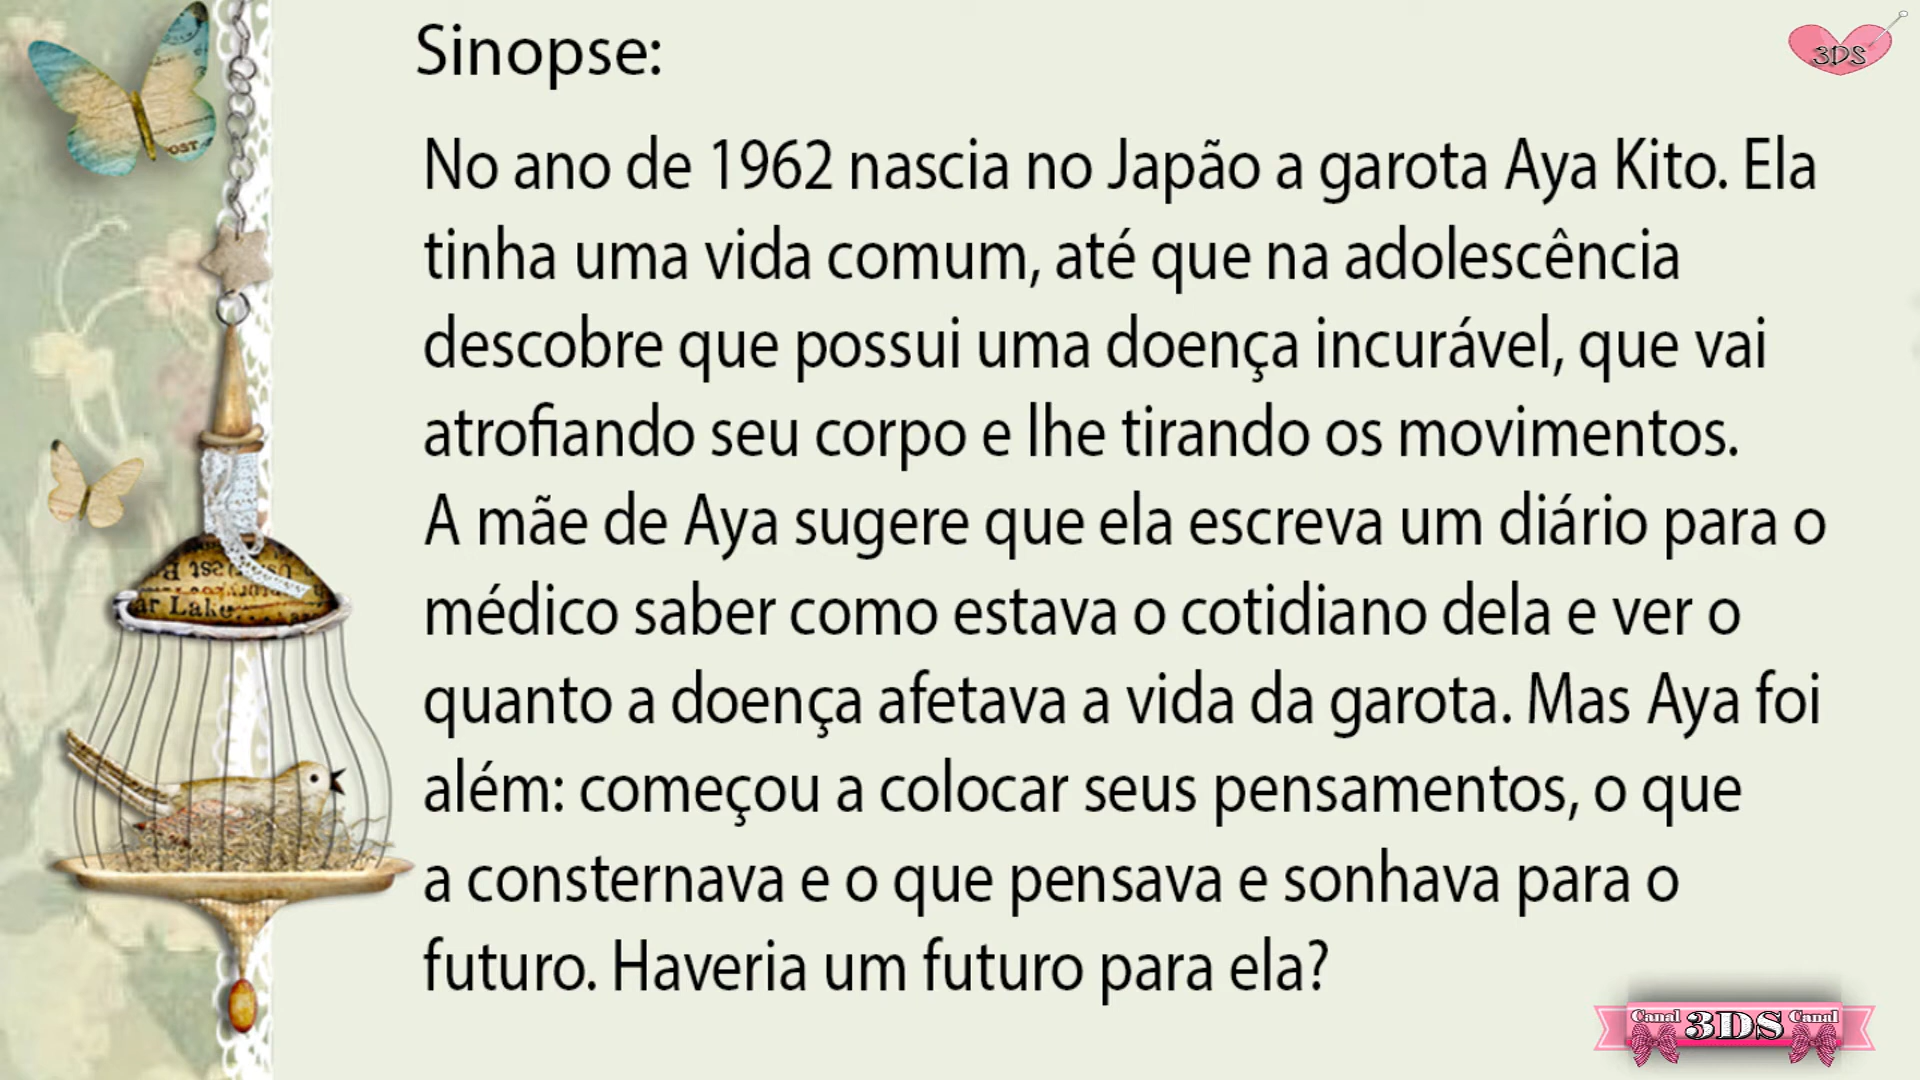 Sinopse:
3DS
No ano de 1962 nascia no Japão a garota Aya Kito. Ela
tinha uma vida comum, até que na adolescência
descobre que possui uma doença incurável, que vai
atrofiando seu corpo e lhe tirando os movimentos.
A mãe de Aya sugere que ela escreva um diário para o
médico saber como estava o cotidiano dela e ver o
quanto a doença afetava a vida da garota. Mas Aya foi
além: começou a colocar seus pensamentos, o que
a consternava e o que pensava e sonhava para o
futuro. Haveria um futuro para ela?
ar Lake
Canal 3DS Canal